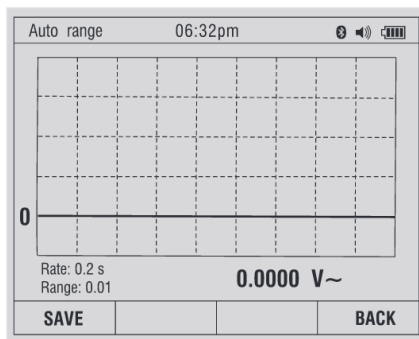 Auto range 06:32pm
0
Rate: 0.2 s
Range: 0.01
0.0000 V~
SAVE BACK